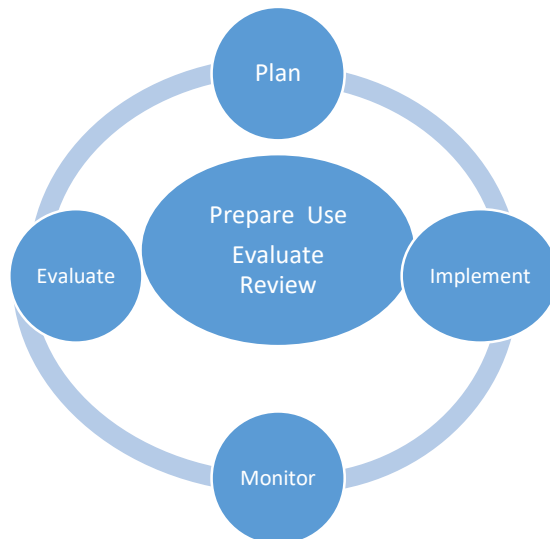 Plan
Prepare Use
Evaluate
Review
Evaluate
Implement
Monitor